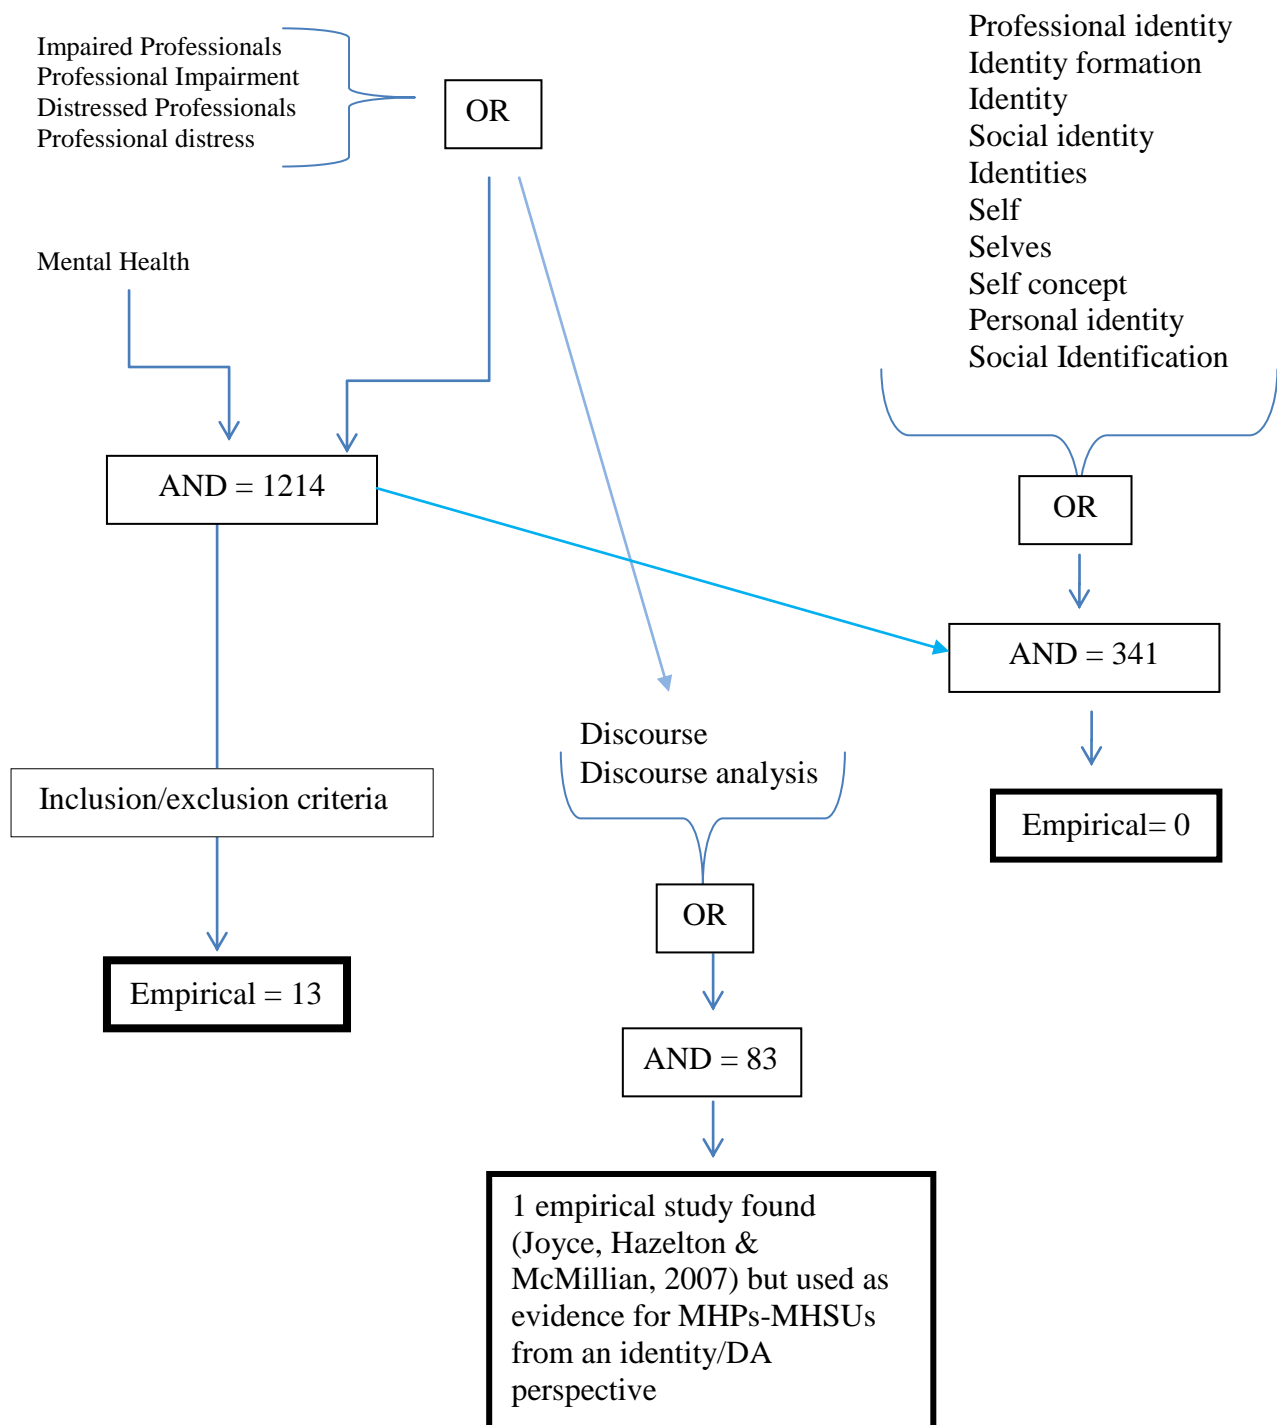 Impaired Professionals
Professional Impairment
Distressed Professionals
Professional distress
OR
Professional identity
Identity formation
Identity
Social identity
Identities
Self
Selves
Self concept
Personal identity
Social Identification
Mental Health
AND = 1214
OR
AND = 341
Discourse
Discourse analysis
Inclusion/exclusion criteria
Empirical= 0
OR
Empirical = 13
AND = 83
1 empirical study found
(Joyce, Hazelton &
McMillian, 2007) but used as
evidence for MHPs-MHSUs
from an identity/DA
perspective